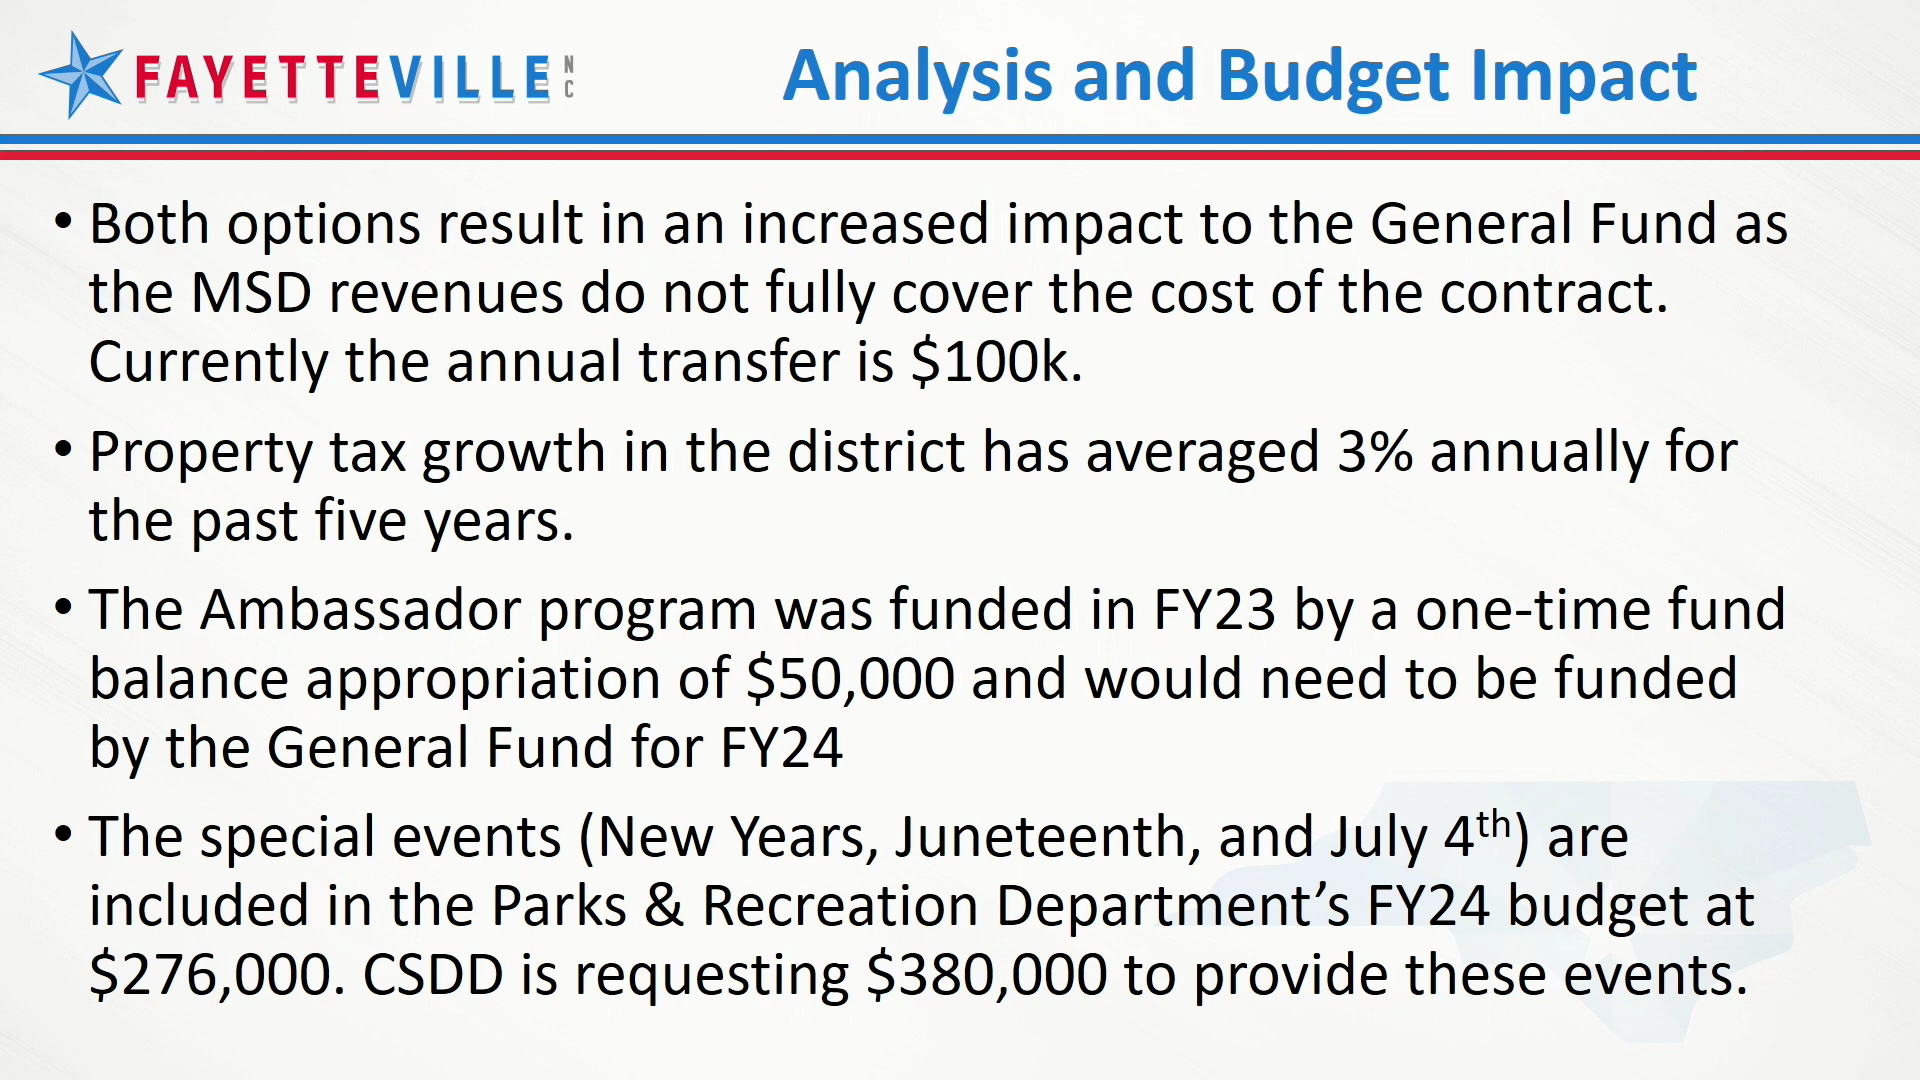 FAYETTEVILLE NC
Analysis and Budget Impact
• Both options result in an increased impact to the General Fund as
the MSD revenues do not fully cover the cost of the contract.
Currently the annual transfer is $100k.
• Property tax growth in the district has averaged 3% annually for
the past five years.
• The Ambassador program was funded in FY23 by a one-time fund
balance appropriation of $50,000 and would need to be funded
by the General Fund for FY24
• The special events (New Years, Juneteenth, and July 4th) are
included in the Parks & Recreation Department’s FY24 budget at
$276,000. CSDD is requesting $380,000 to provide these events.